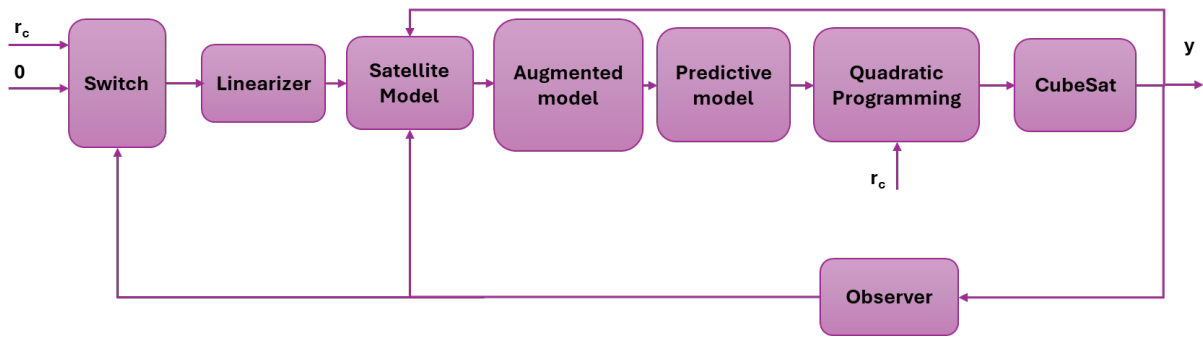 r_c
0
Switch
Linearizer
Satellite
Model
Augmented
model
Predictive
model
Quadratic
Programming
CubeSat
y
r_c
Observer